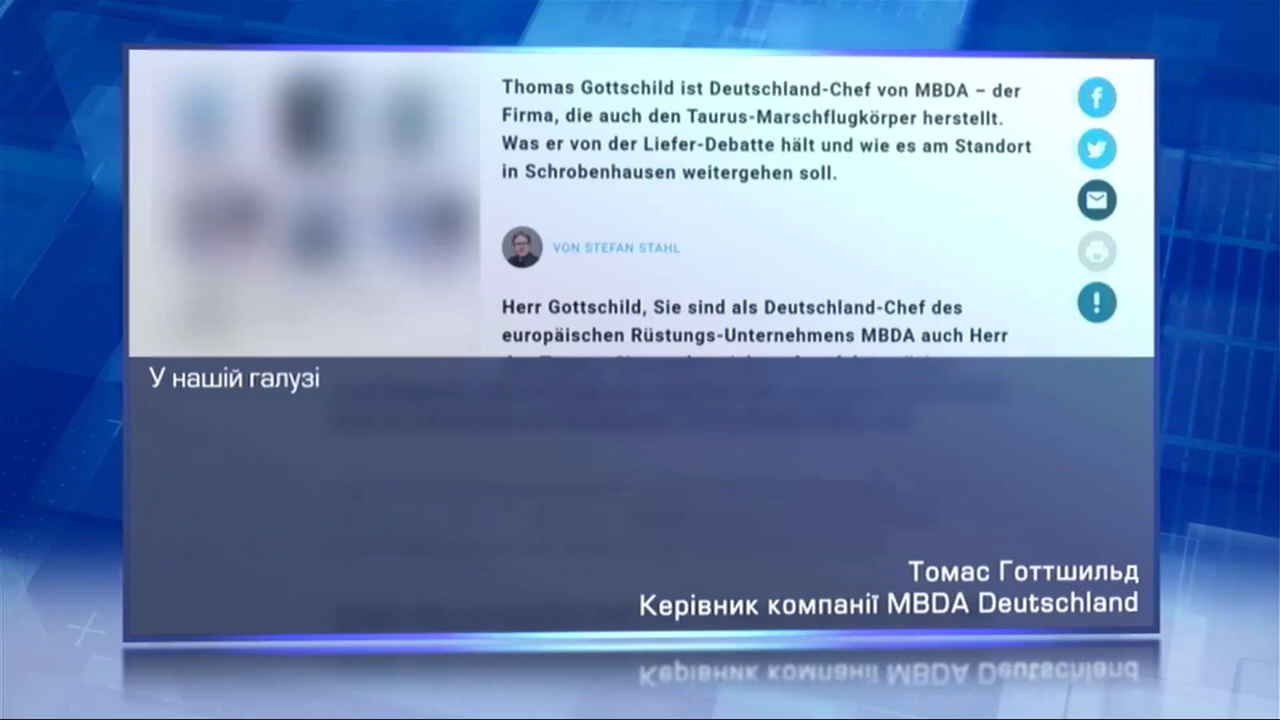 Thomas Gottschild ist Deutschland-Chef von MBDA – der
Firma, die auch den Taurus-Marschflugkörper herstellt.
Was er von der Liefer-Debatte hält und wie es am Standort
in Schrobenhausen weitergehen soll.
VON STEFAN STAHL
Herr Gottschild, Sie sind als Deutschland-Chef des
europäischen Rüstungs-Unternehmens MBDA auch Herr
У нашій галузі
Томас Готтшильд
Керівник компанії MBDA Deutschland